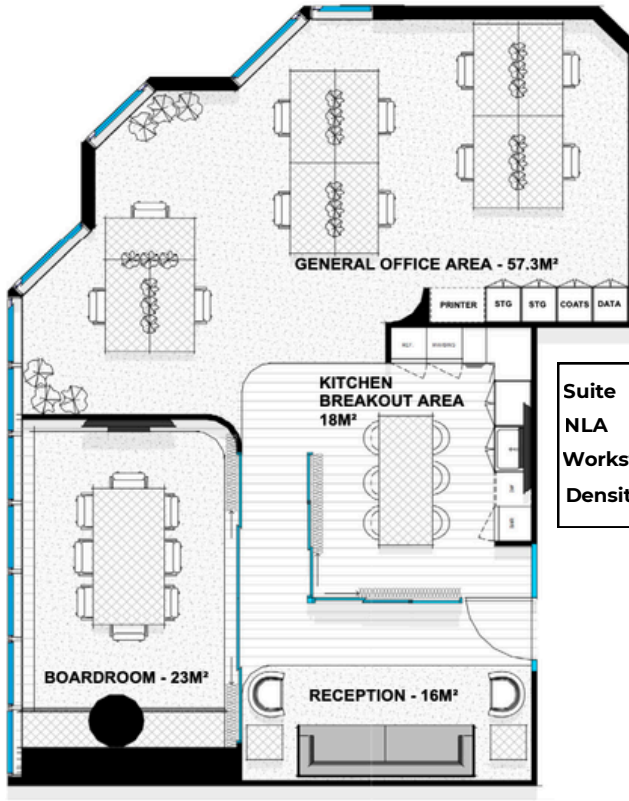 GENERAL OFFICE AREA - 57.3M²
PRINTER
STG
STG
COATS
DATA
KITCHEN
BREAKOUT AREA
18M²
Suite
NLA
Works
Densit
BOARDROOM - 23M²
RECEPTION - 16M²